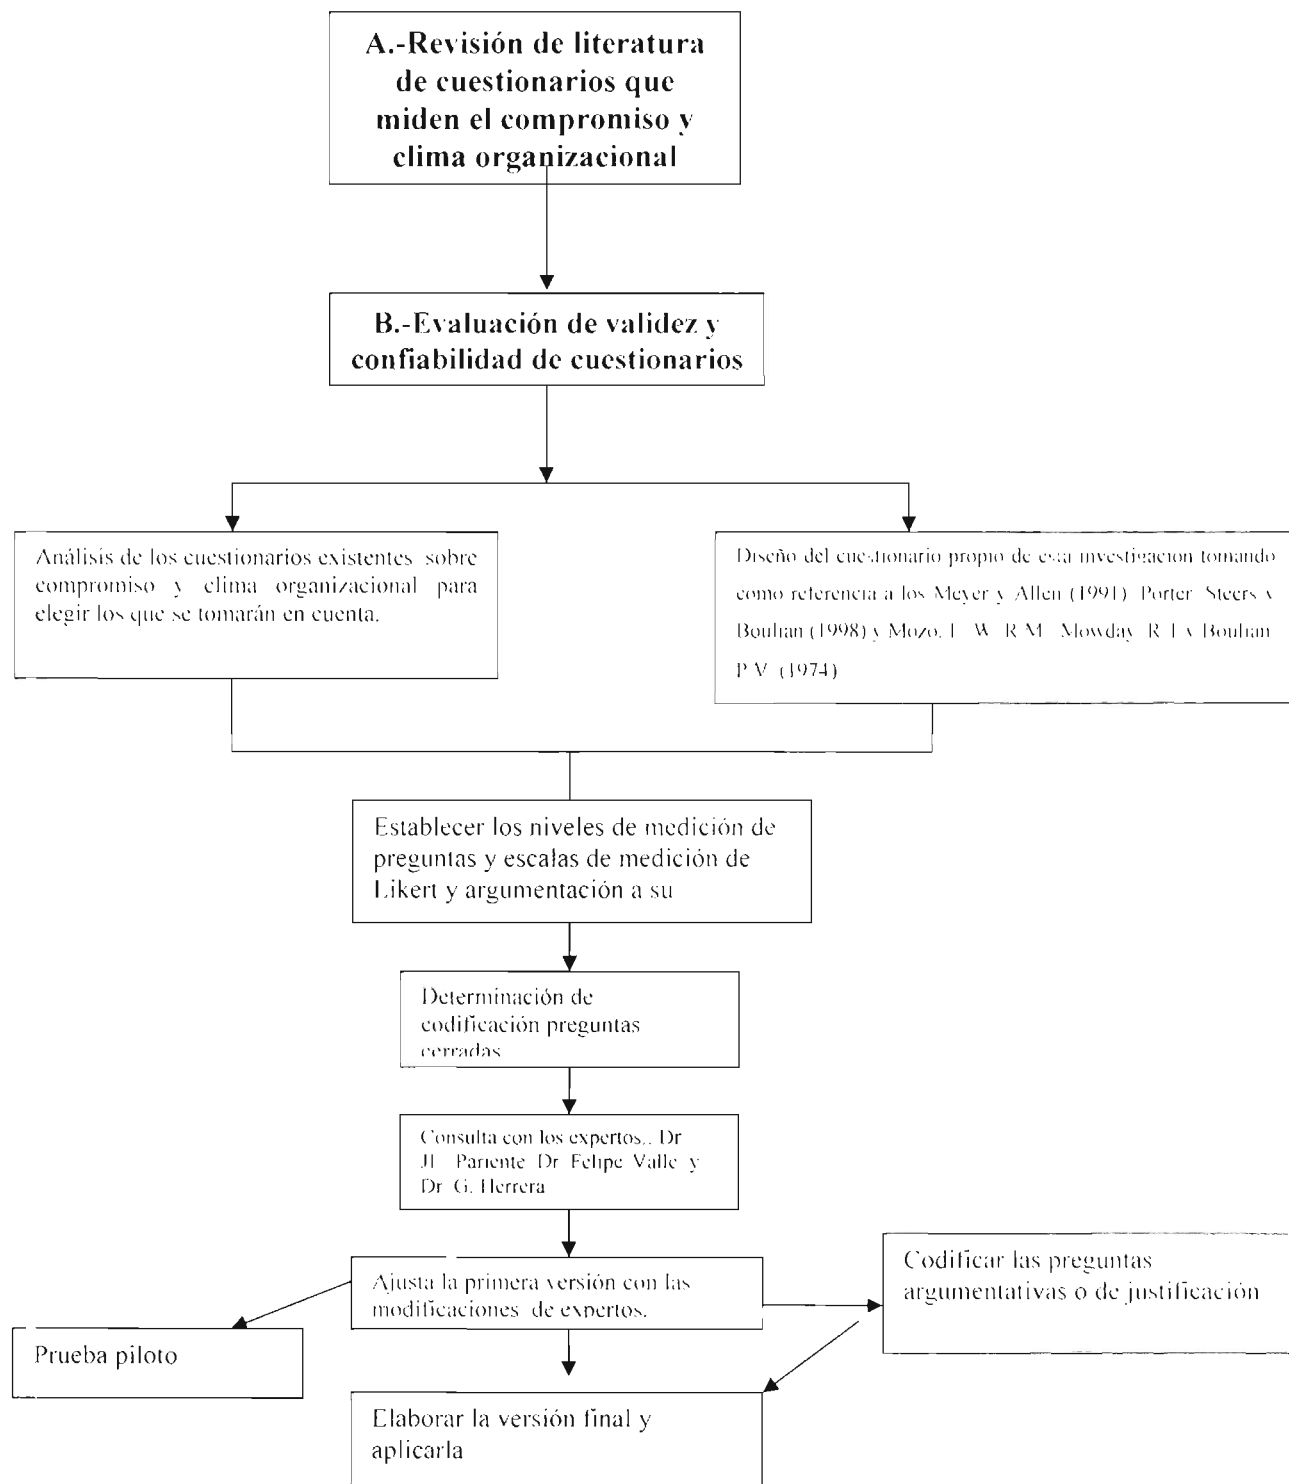 A.-Revisión de literatura
de cuestionarios que
miden el compromiso y
clima organizacional
B.-Evaluación de validez y
confiabilidad de cuestionarios
Análisis de los cuestionarios existentes sobre
compromiso y clima organizacional para
elegir los que se tomarán en cuenta.
Diseño del cuestionario propio de esta investigación tomando
como referencia a los Meyer y Allen (1991) Porter Steers y
Boulian (1998) y Mozo, L W R.M. Mowday R.T y Boulian
P.V. (1974)
Establecer los niveles de medición de
preguntas y escalas de medición de
Likert y argumentación a su
Determinación de
codificación preguntas
cerradas
Consulta con los expertos.. Dr
JL Pariente Dr Felipe Valle y
Dr G. Herrera
Ajusta la primera versión con las
modificaciones de expertos.
Codificar las preguntas
argumentativas o de justificación
Prueba piloto
Elaborar la versión final y
aplicarla